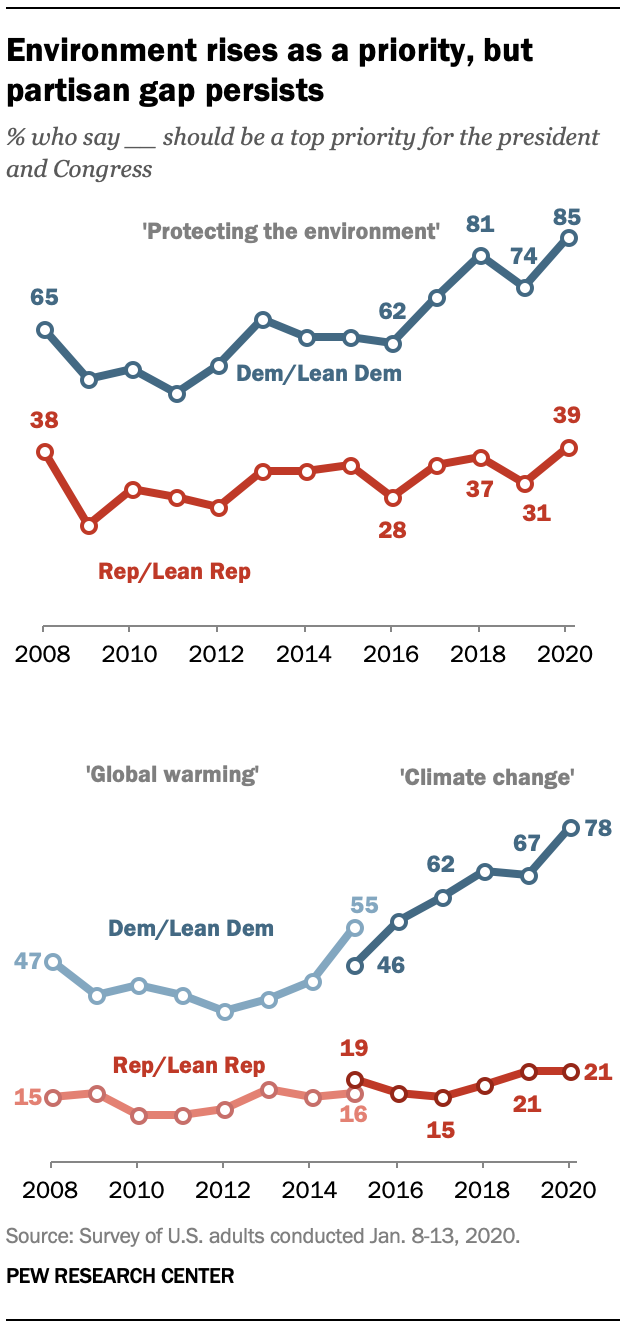 Environment rises as a priority, but
partisan gap persists
% who say __ should be a top priority for the president
and Congress
'Protecting the environment'
81
85
74
65
62
Dem/Lean Dem
38
39
37
31
28
Rep/Lean Rep
2008 2010 2012 2014 2016 2018 2020
'Global warming' 'Climate change'
78
67
62
55
Dem/Lean Dem
47
46
19
Rep/Lean Rep
15
21
16
21
15
2008 2010 2012 2014 2016 2018 2020
Source: Survey of U.S. adults conducted Jan. 8-13, 2020.
PEW RESEARCH CENTER